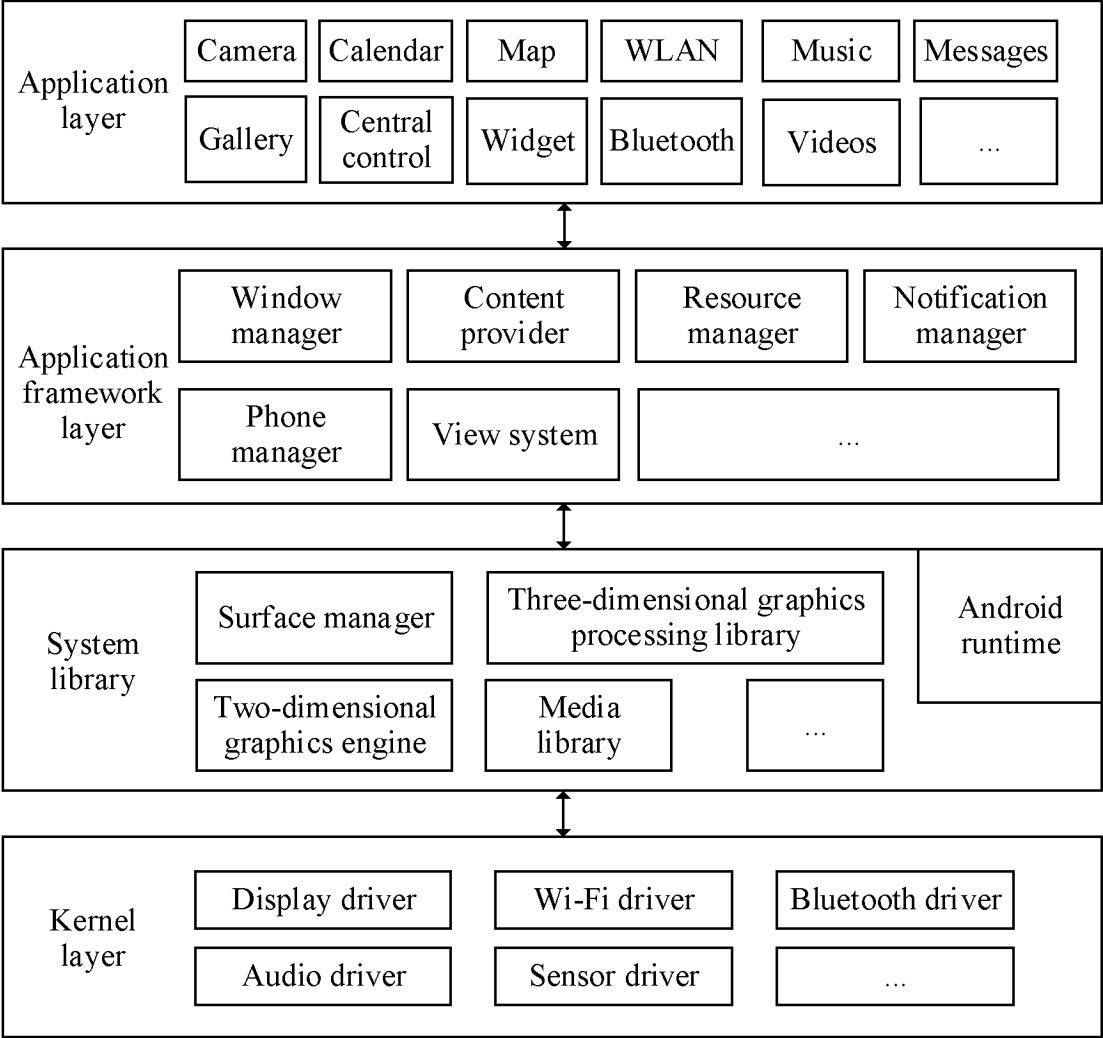 Application
layer
Camera
Calendar
Map
WLAN
Music
Messages
Gallery
Central
control
Widget
Bluetooth
Videos
...
Application
framework
layer
Window
manager
Content
provider
Resource
manager
Notification
manager
Phone
manager
View system
...
System
library
Surface manager
Three-dimensional graphics
processing library
Android
runtime
Two-dimensional
graphics engine
Media
library
...
Kernel
layer
Display driver
Wi-Fi driver
Bluetooth driver
Audio driver
Sensor driver
...